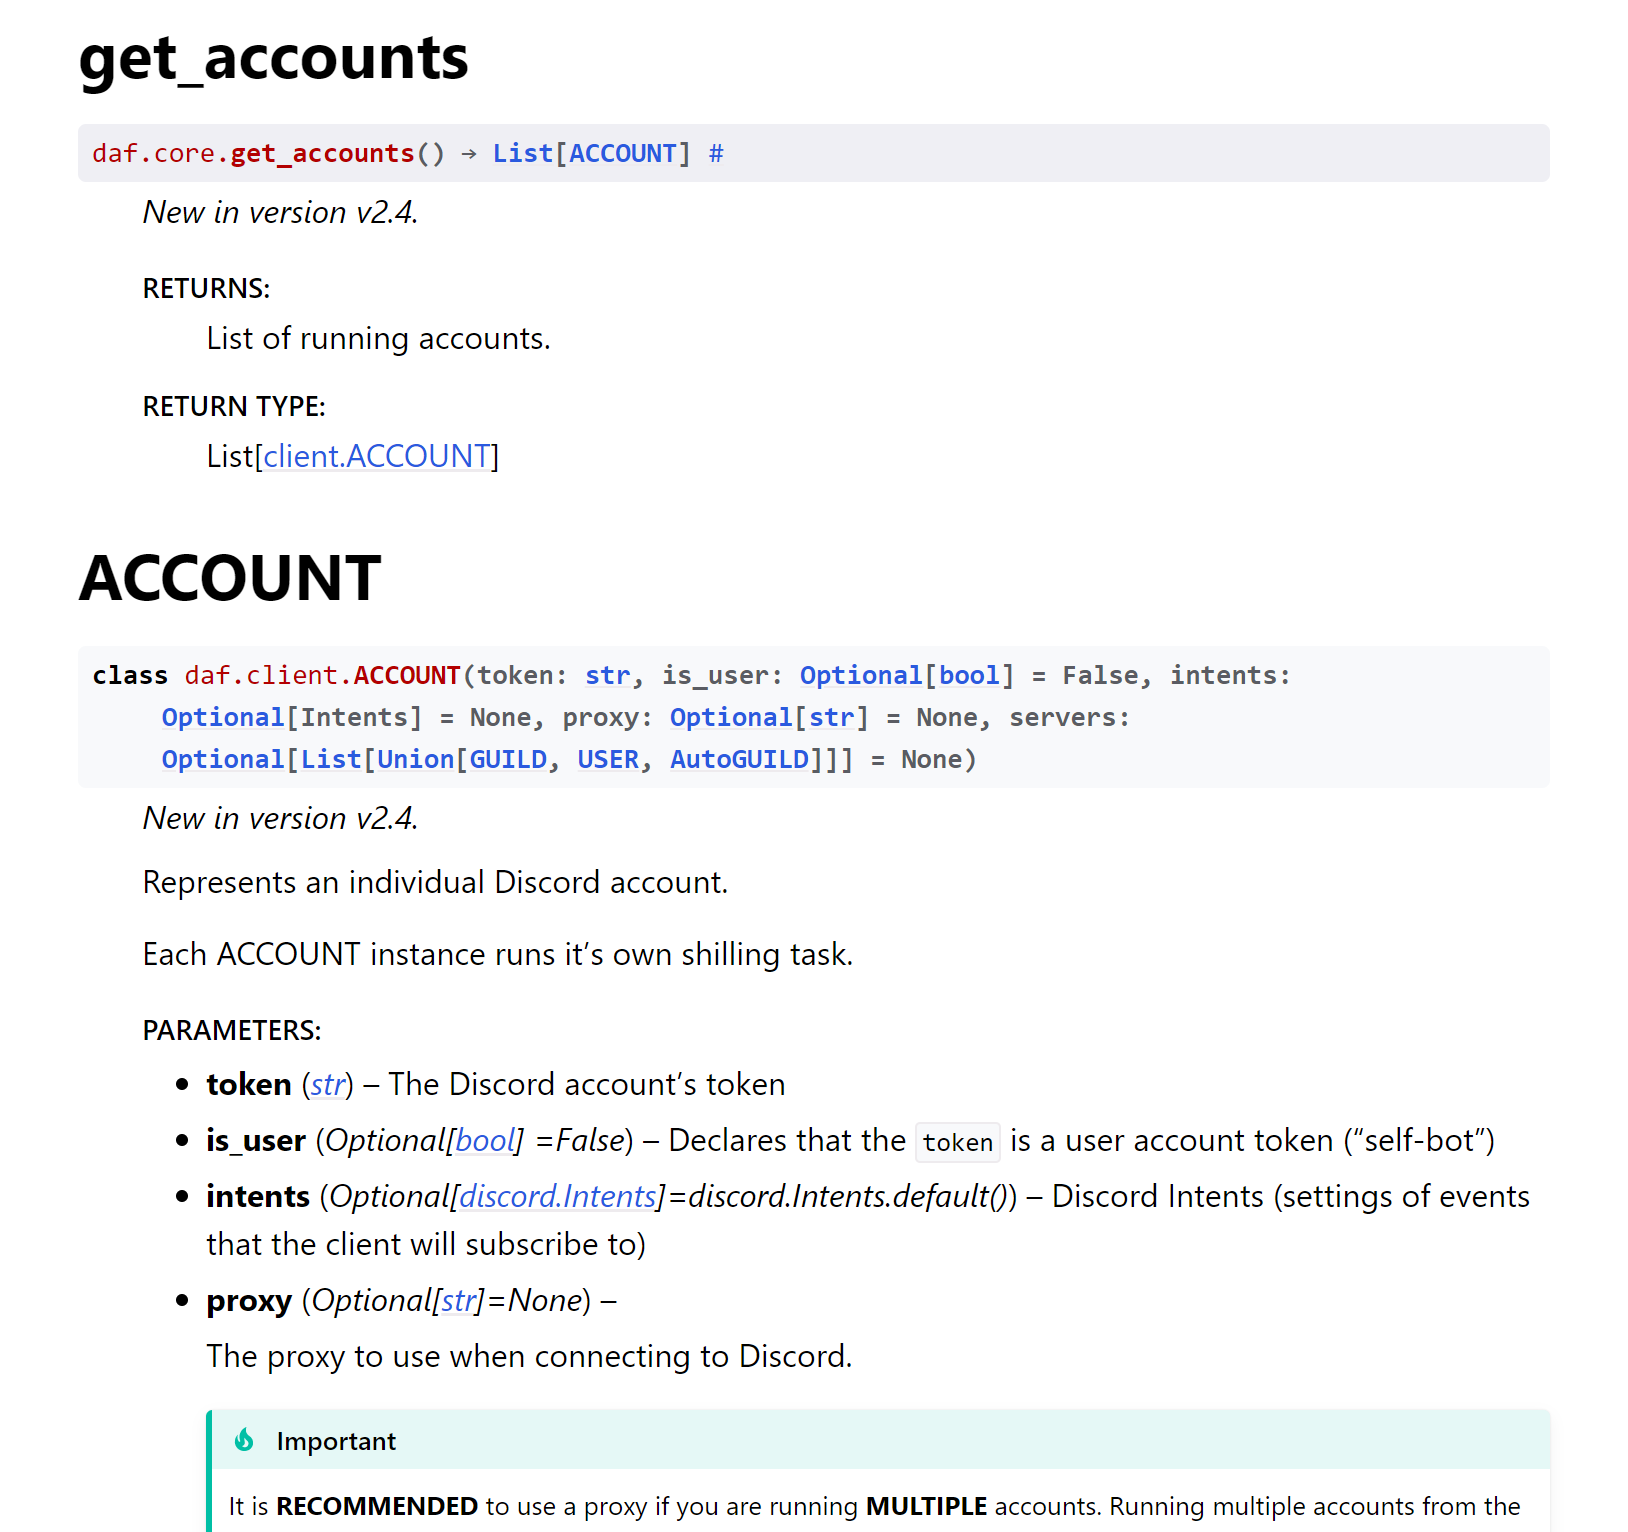 get_accounts
daf.core.get_accounts() → List[ACCOUNT] #
New in version v2.4.
RETURNS:
List of running accounts.
RETURN TYPE:
List[client.ACCOUNT]
ACCOUNT
class daf.client.ACCOUNT(token: str, is_user: Optional[bool] = False, intents:
Optional[Intents] = None, proxy: Optional[str] = None, servers:
Optional[List[Union[GUILD, USER, AutoGUILD]]] = None)
New in version v2.4.
Represents an individual Discord account.
Each ACCOUNT instance runs it’s own shilling task.
PARAMETERS:
• token (str) – The Discord account’s token
• is_user (Optional[bool] =False) – Declares that the token is a user account token (“self-bot”)
• intents (Optional[discord.Intents]=discord.Intents.default()) – Discord Intents (settings of events
that the client will subscribe to)
• proxy (Optional[str]=None) –
The proxy to use when connecting to Discord.
Important
It is RECOMMENDED to use a proxy if you are running MULTIPLE accounts. Running multiple accounts from the